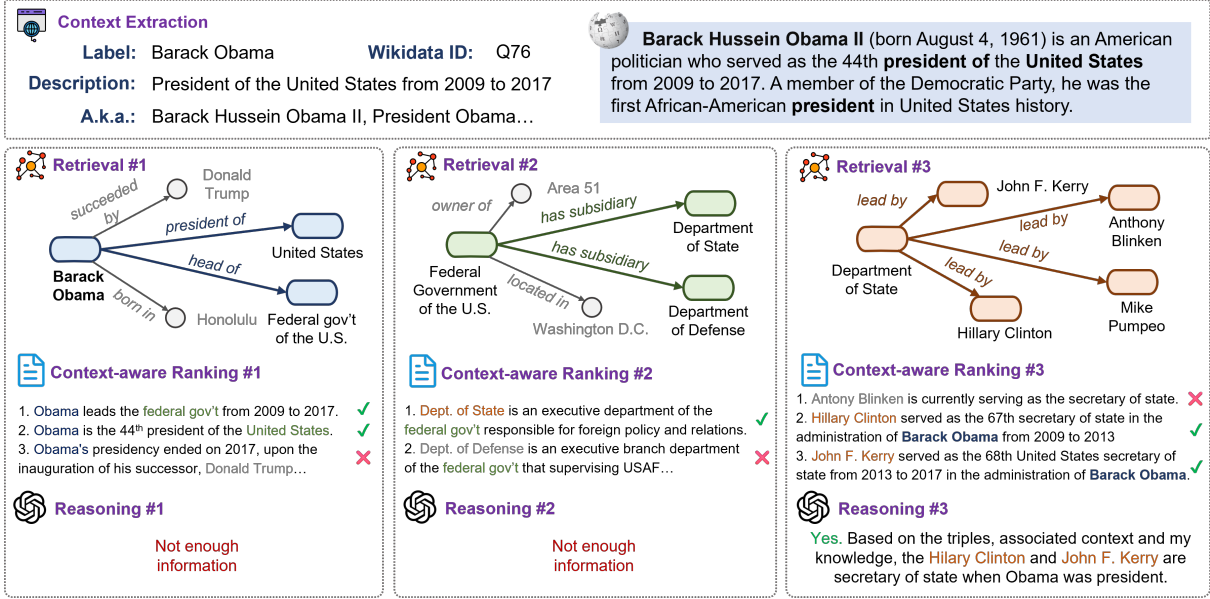 Context Extraction
Label: Barack Obama Wikidata ID: Q76
Description: President of the United States from 2009 to 2017
A.k.a.: Barack Hussein Obama II, President Obama…
Barack Hussein Obama II (born August 4, 1961) is an American
politician who served as the 44th president of the United States
from 2009 to 2017. A member of the Democratic Party, he was the
first African-American president in United States history.
Retrieval #1
succeeded
by
Donald
Trump
president of
United States
Barack
Obama
head of
Federal gov't
of the U.S.
born in
Honolulu
Context-aware Ranking #1
1. Obama leads the federal gov't from 2009 to 2017.
2. Obama is the 44th president of the United States.
3. Obama's presidency ended on 2017, upon the
inauguration of his successor, Donald Trump…
Reasoning #1
Not enough
information
Retrieval #2
owner of
Area 51
has subsidiary
Department
of State
Federal
Government
of the U.S.
has subsidiary
Department
of Defense
located in
Washington D.C.
Context-aware Ranking #2
1. Dept. of State is an executive department of the
federal gov't responsible for foreign policy and relations.
2. Dept. of Defense is an executive branch department
of the federal gov't that supervising USAF…
Reasoning #2
Not enough
information
Retrieval #3
lead by
John F. Kerry
lead by
Anthony
Blinken
Department
of State
lead by
Mike
Pumpeo
lead by
Hillary Clinton
Context-aware Ranking #3
1. Antony Blinken is currently serving as the secretary of state.
2. Hillary Clinton served as the 67th secretary of state in the
administration of Barack Obama from 2009 to 2013
3. John F. Kerry served as the 68th United States secretary of
state from 2013 to 2017 in the administration of Barack Obama.
Reasoning #3
Yes. Based on the triples, associated context and my
knowledge, the Hilary Clinton and John F. Kerry are
secretary of state when Obama was president.